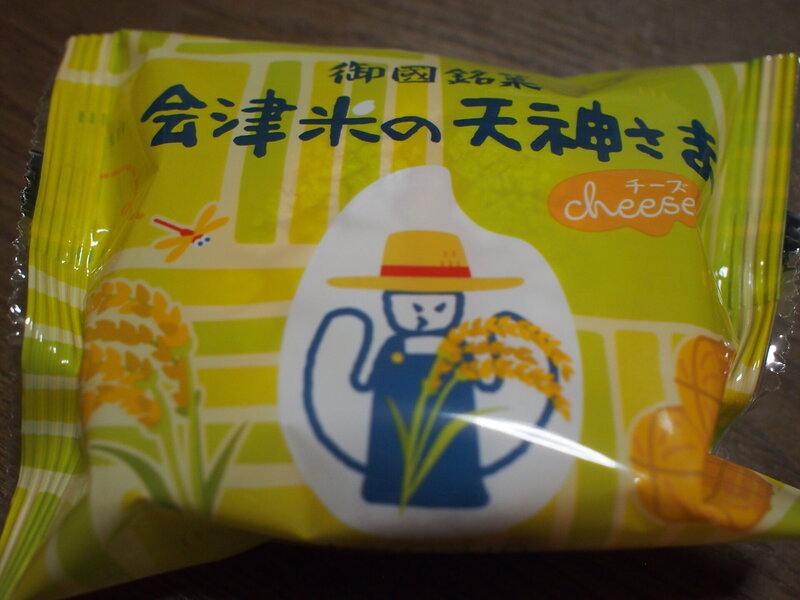 御國銘菓
会津米の天神さま
チーズ
cheese